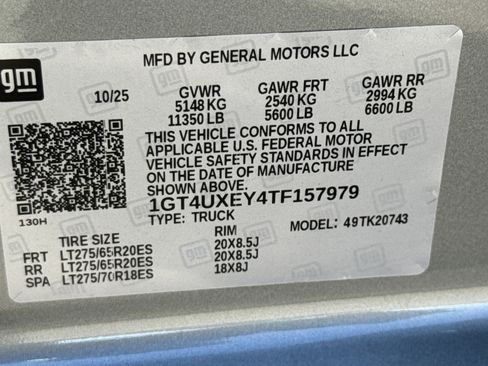 gm
MFD BY GENERAL MOTORS LLC
10/25 GVWR GAWR FRT GAWR RR
5148 KG 2540 KG 2994 KG
11350 LB 5600 LB 6600 LB
THIS VEHICLE CONFORMS TO ALL
APPLICABLE U.S. FEDERAL MOTOR
VEHICLE SAFETY STANDARDS IN EFFECT
ON THE DATE OF MANUFACTURE
SHOWN ABOVE.
1GT4UXEY4TF157979
130H
TYPE: TRUCK MODEL: 49TK20743
TIRE SIZE RIM
FRT LT275/65R20ES 20X8.5J
RR LT275/65R20ES 20X8.5J
SPA LT275/70R18ES 18X8J